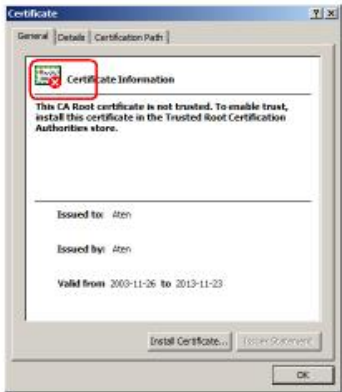 Certificate
General Details Certification Path
Certificate Information
This CA Root certificate is not trusted. To enable trust,
install this certificate in the Trusted Root Certification
Authorities store.
Issued to: Aten
Issued by: Aten
Valid from 2003-11-26 to 2013-11-23
Install Certificate... Issuer Statement
OK